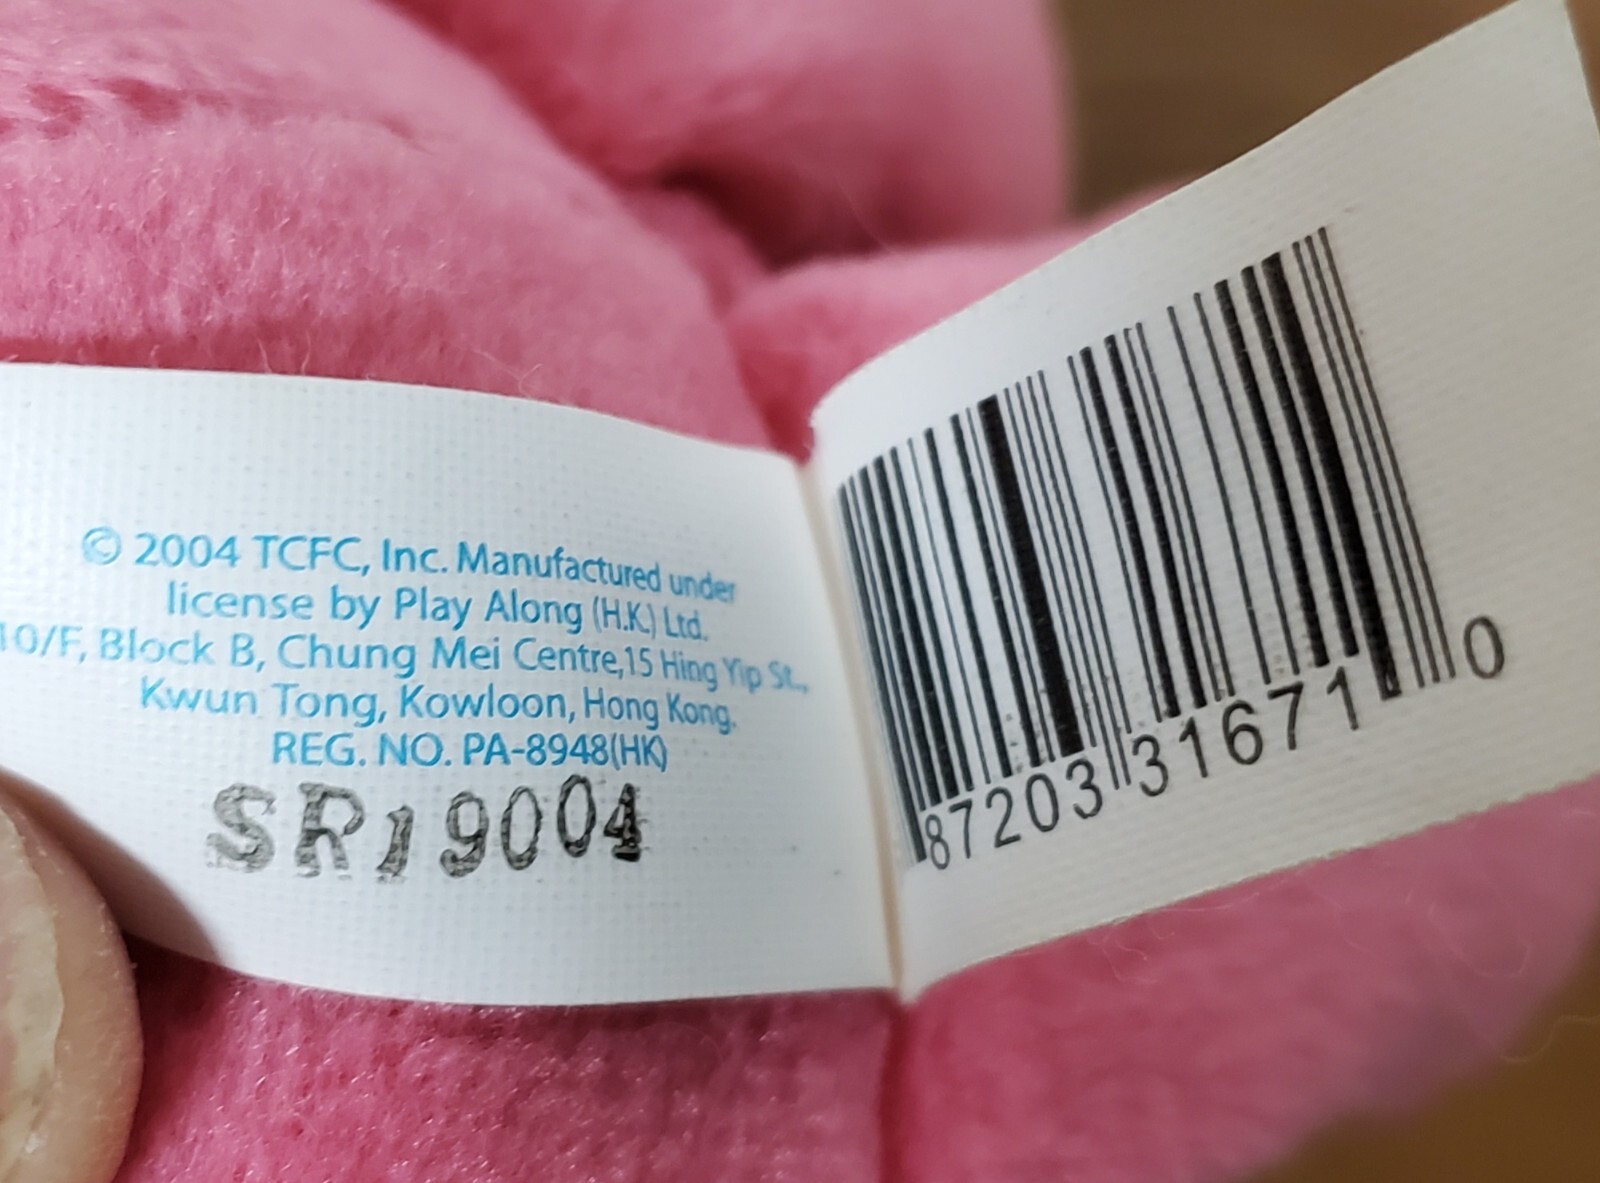 © 2004 TCFC, Inc. Manufactured under
license by Play Along (H.K.) Ltd.
10/F, Block B, Chung Mei Centre,15 Hing Yip St.,
Kwun Tong, Kowloon, Hong Kong.
REG. NO. PA-8948(HK)
SR19004
87203 31671 0